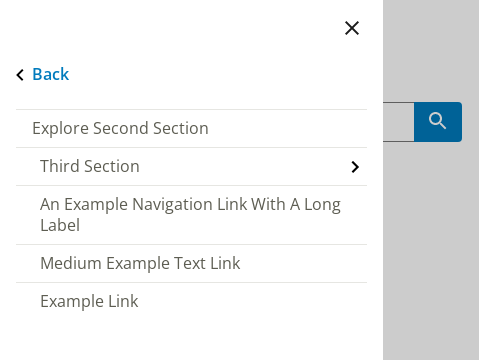 Back
Explore Second Section
Third Section
An Example Navigation Link With A Long
Label
Medium Example Text Link
Example Link